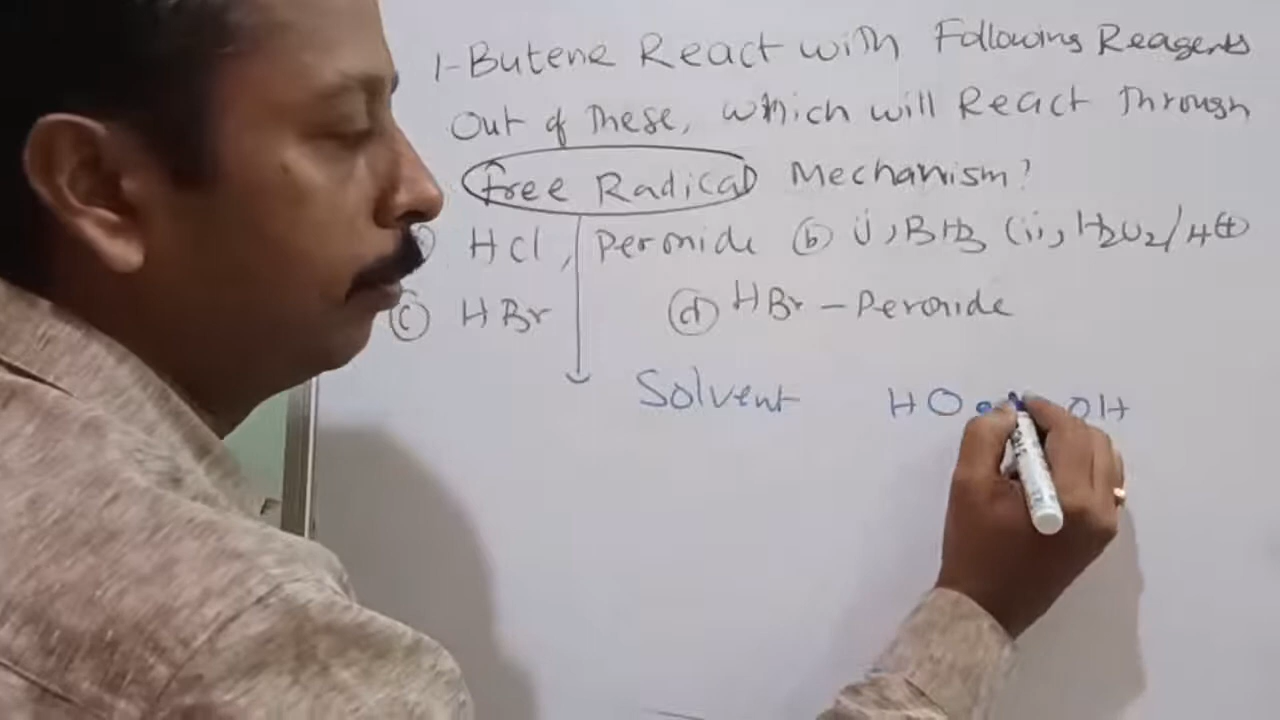 1-Butene React with Following Reagents
Out of These, which will React Through
Free Radical Mechanism?
HCl, Peroxide (b) i) BH3 (ii) H2O2/H⊕
(c) HBr (d) HBr - Peroxide
Solvent HO OH